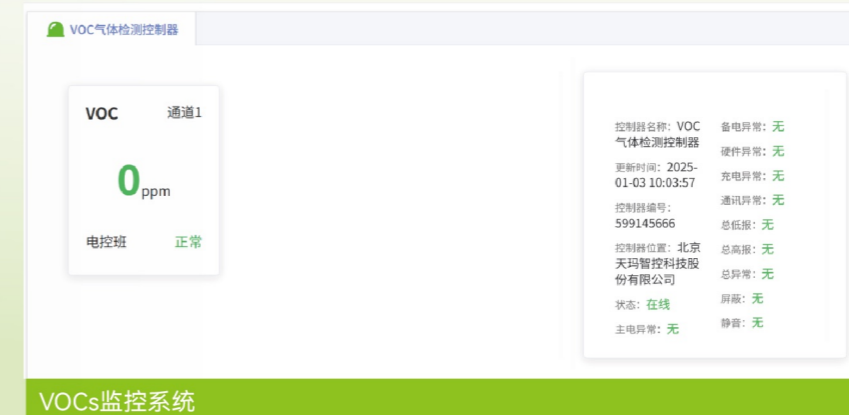 VOC气体检测控制器
VOC 通道1
0ppm
电控班 正常
控制器名称: VOC
气体检测控制器
更新时间: 2025-
01-03 10:03:57
控制器编号:
599145666
控制器位置: 北京
天玛智控科技股
份有限公司
状态: 在线
主电异常: 无
备电异常: 无
硬件异常: 无
充电异常: 无
通讯异常: 无
总低报: 无
总高报: 无
总异常: 无
屏蔽: 无
静音: 无
VOCs监控系统